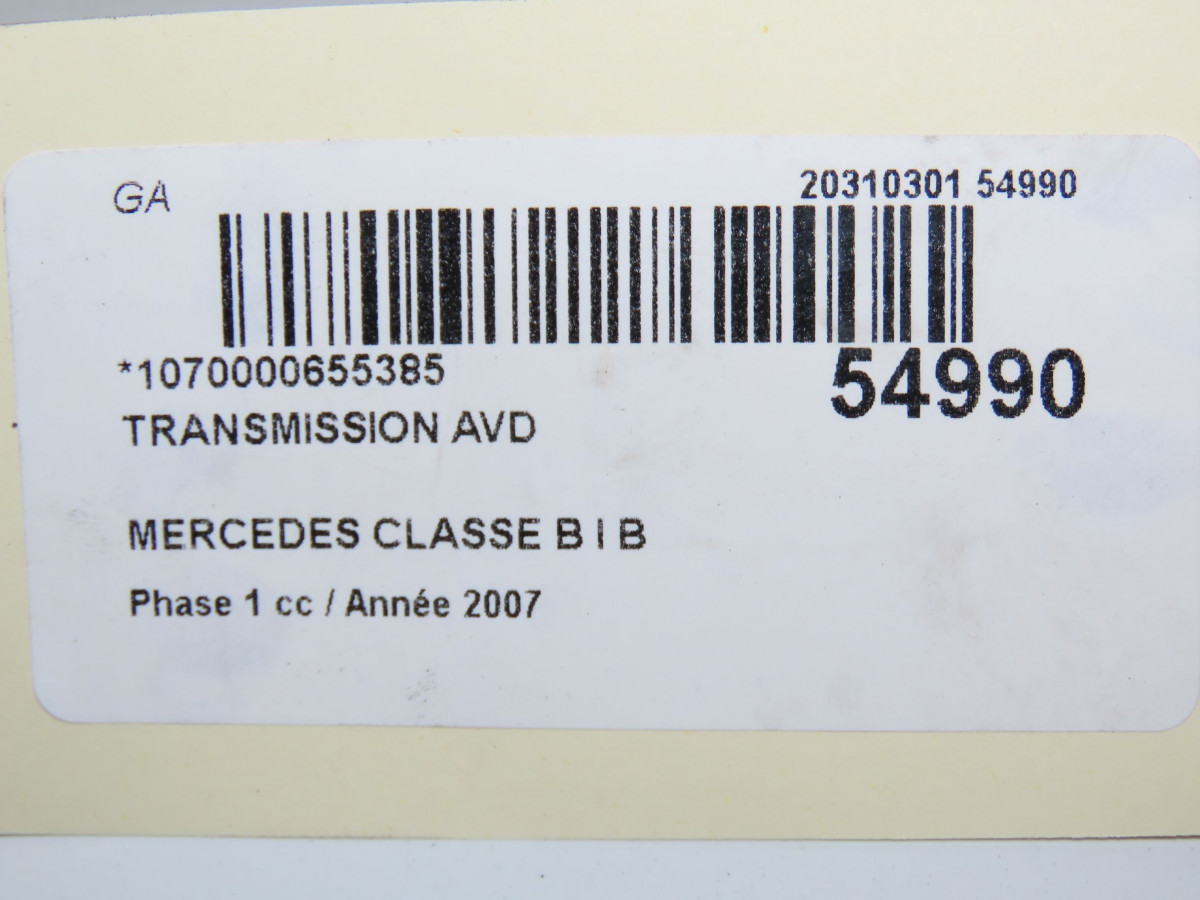 GA
20310301 54990
*1070000655385
54990
TRANSMISSION AVD
MERCEDES CLASSE B I B
Phase 1 cc / Année 2007